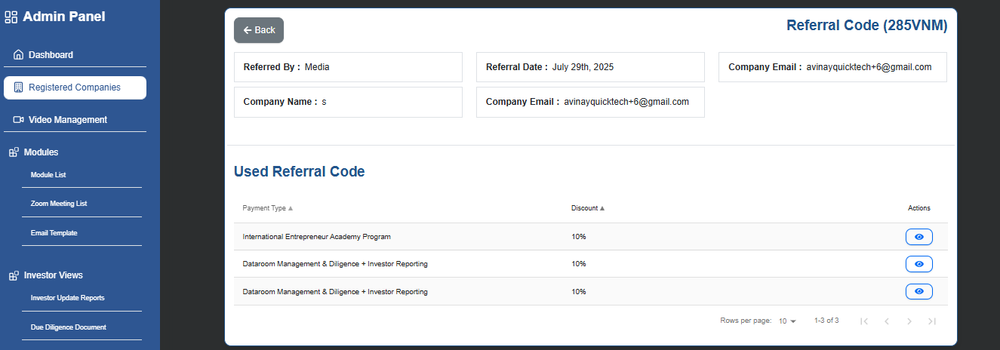 Admin Panel
Dashboard
Registered Companies
Video Management
Modules
Module List
Zoom Meeting List
Email Template
Investor Views
Investor Update Reports
Due Diligence Document
Back
Referral Code (285VNM)
Referred By : Media
Referral Date : July 29th, 2025
Company Email : avinayquicktech+6@gmail.com
Company Name : s
Company Email : avinayquicktech+6@gmail.com
Used Referral Code
Payment Type Discount Actions
International Entrepreneur Academy Program 10%
Dataroom Management & Diligence + Investor Reporting 10%
Dataroom Management & Diligence + Investor Reporting 10%
Rows per page: 10 1-3 of 3